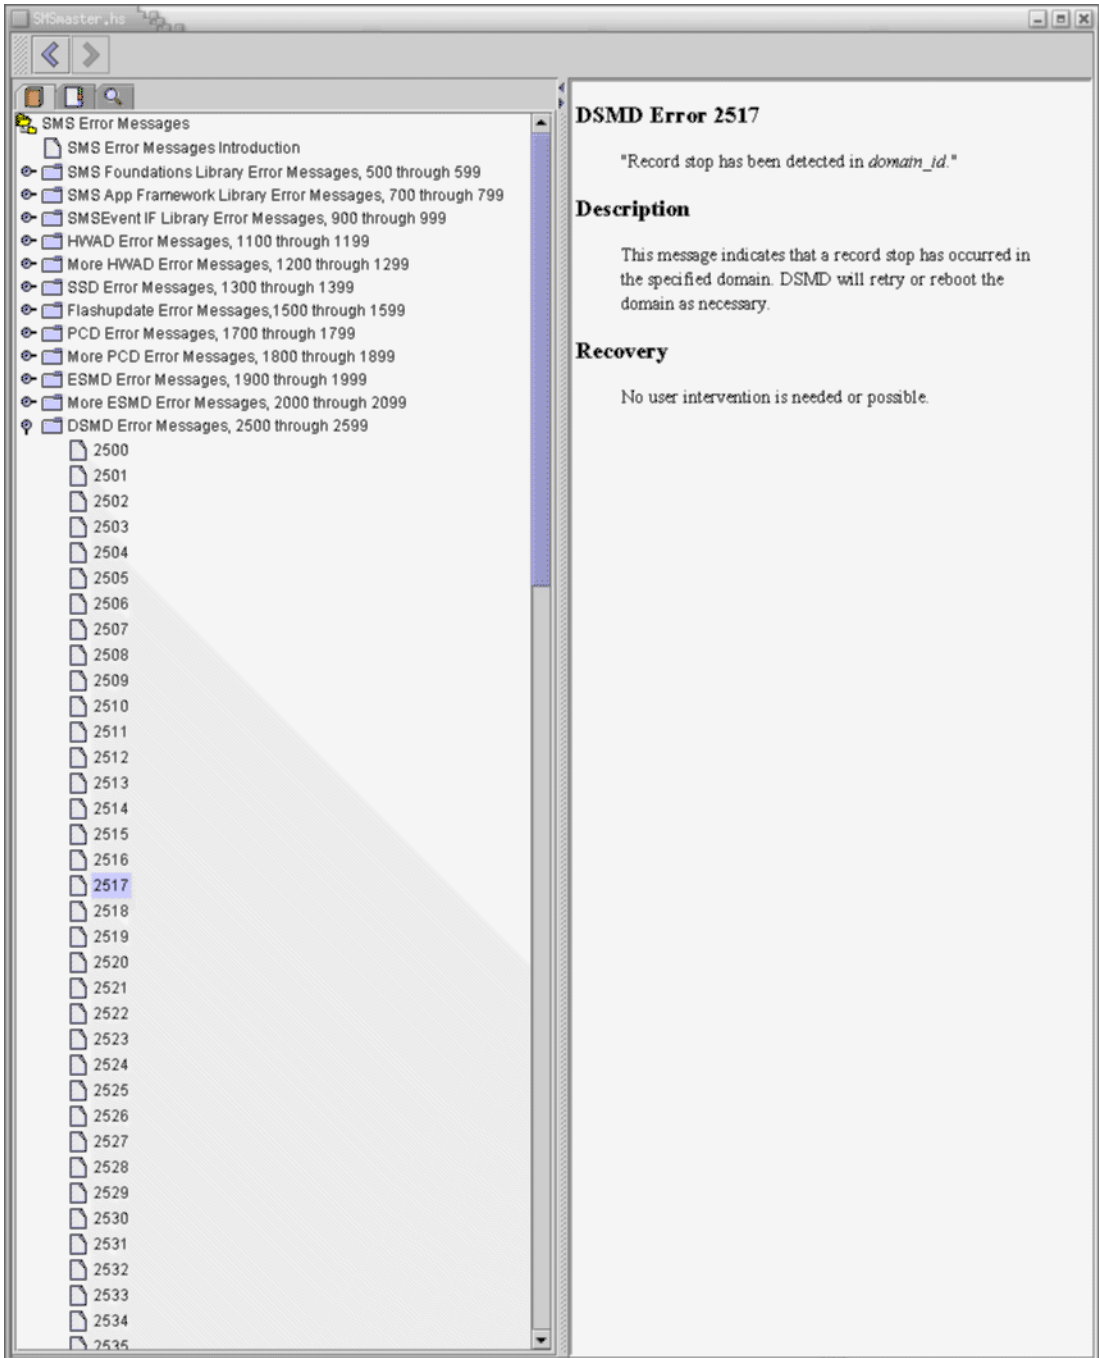 SMSmaster.hs
SMS Error Messages
SMS Error Messages Introduction
SMS Foundations Library Error Messages, 500 through 599
SMS App Framework Library Error Messages, 700 through 799
SMSEvent IF Library Error Messages, 900 through 999
HWAD Error Messages, 1100 through 1199
More HWAD Error Messages, 1200 through 1299
SSD Error Messages, 1300 through 1399
Flashupdate Error Messages,1500 through 1599
PCD Error Messages, 1700 through 1799
More PCD Error Messages, 1800 through 1899
ESMD Error Messages, 1900 through 1999
More ESMD Error Messages, 2000 through 2099
DSMD Error Messages, 2500 through 2599
2500
2501
2502
2503
2504
2505
2506
2507
2508
2509
2510
2511
2512
2513
2514
2515
2516
2517
2518
2519
2520
2521
2522
2523
2524
2525
2526
2527
2528
2529
2530
2531
2532
2533
2534
2535
DSMD Error 2517
"Record stop has been detected in domain_id."
Description
This message indicates that a record stop has occurred in
the specified domain. DSMD will retry or reboot the
domain as necessary.
Recovery
No user intervention is needed or possible.